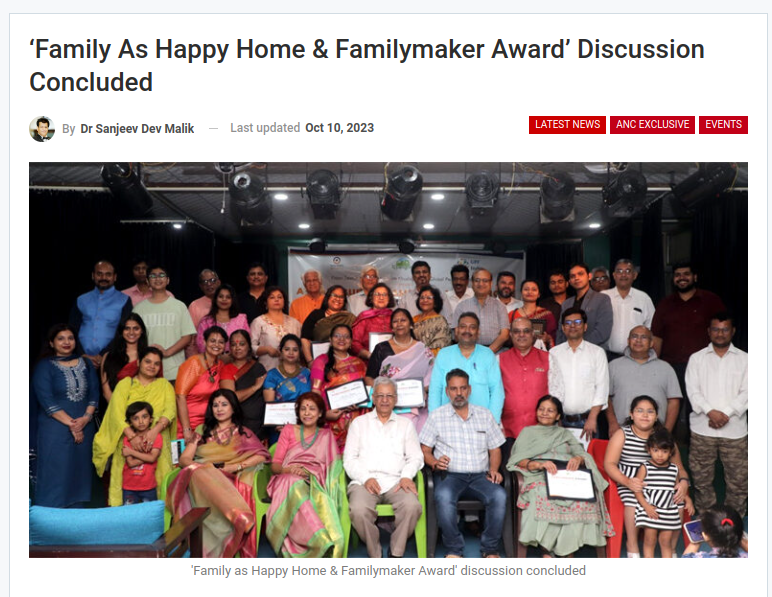 ‘Family As Happy Home & Familymaker Award’ Discussion
Concluded
By Dr Sanjeev Dev Malik — Last updated Oct 10, 2023
LATEST NEWS ANC EXCLUSIVE EVENTS
'Family as Happy Home & Familymaker Award' discussion concluded